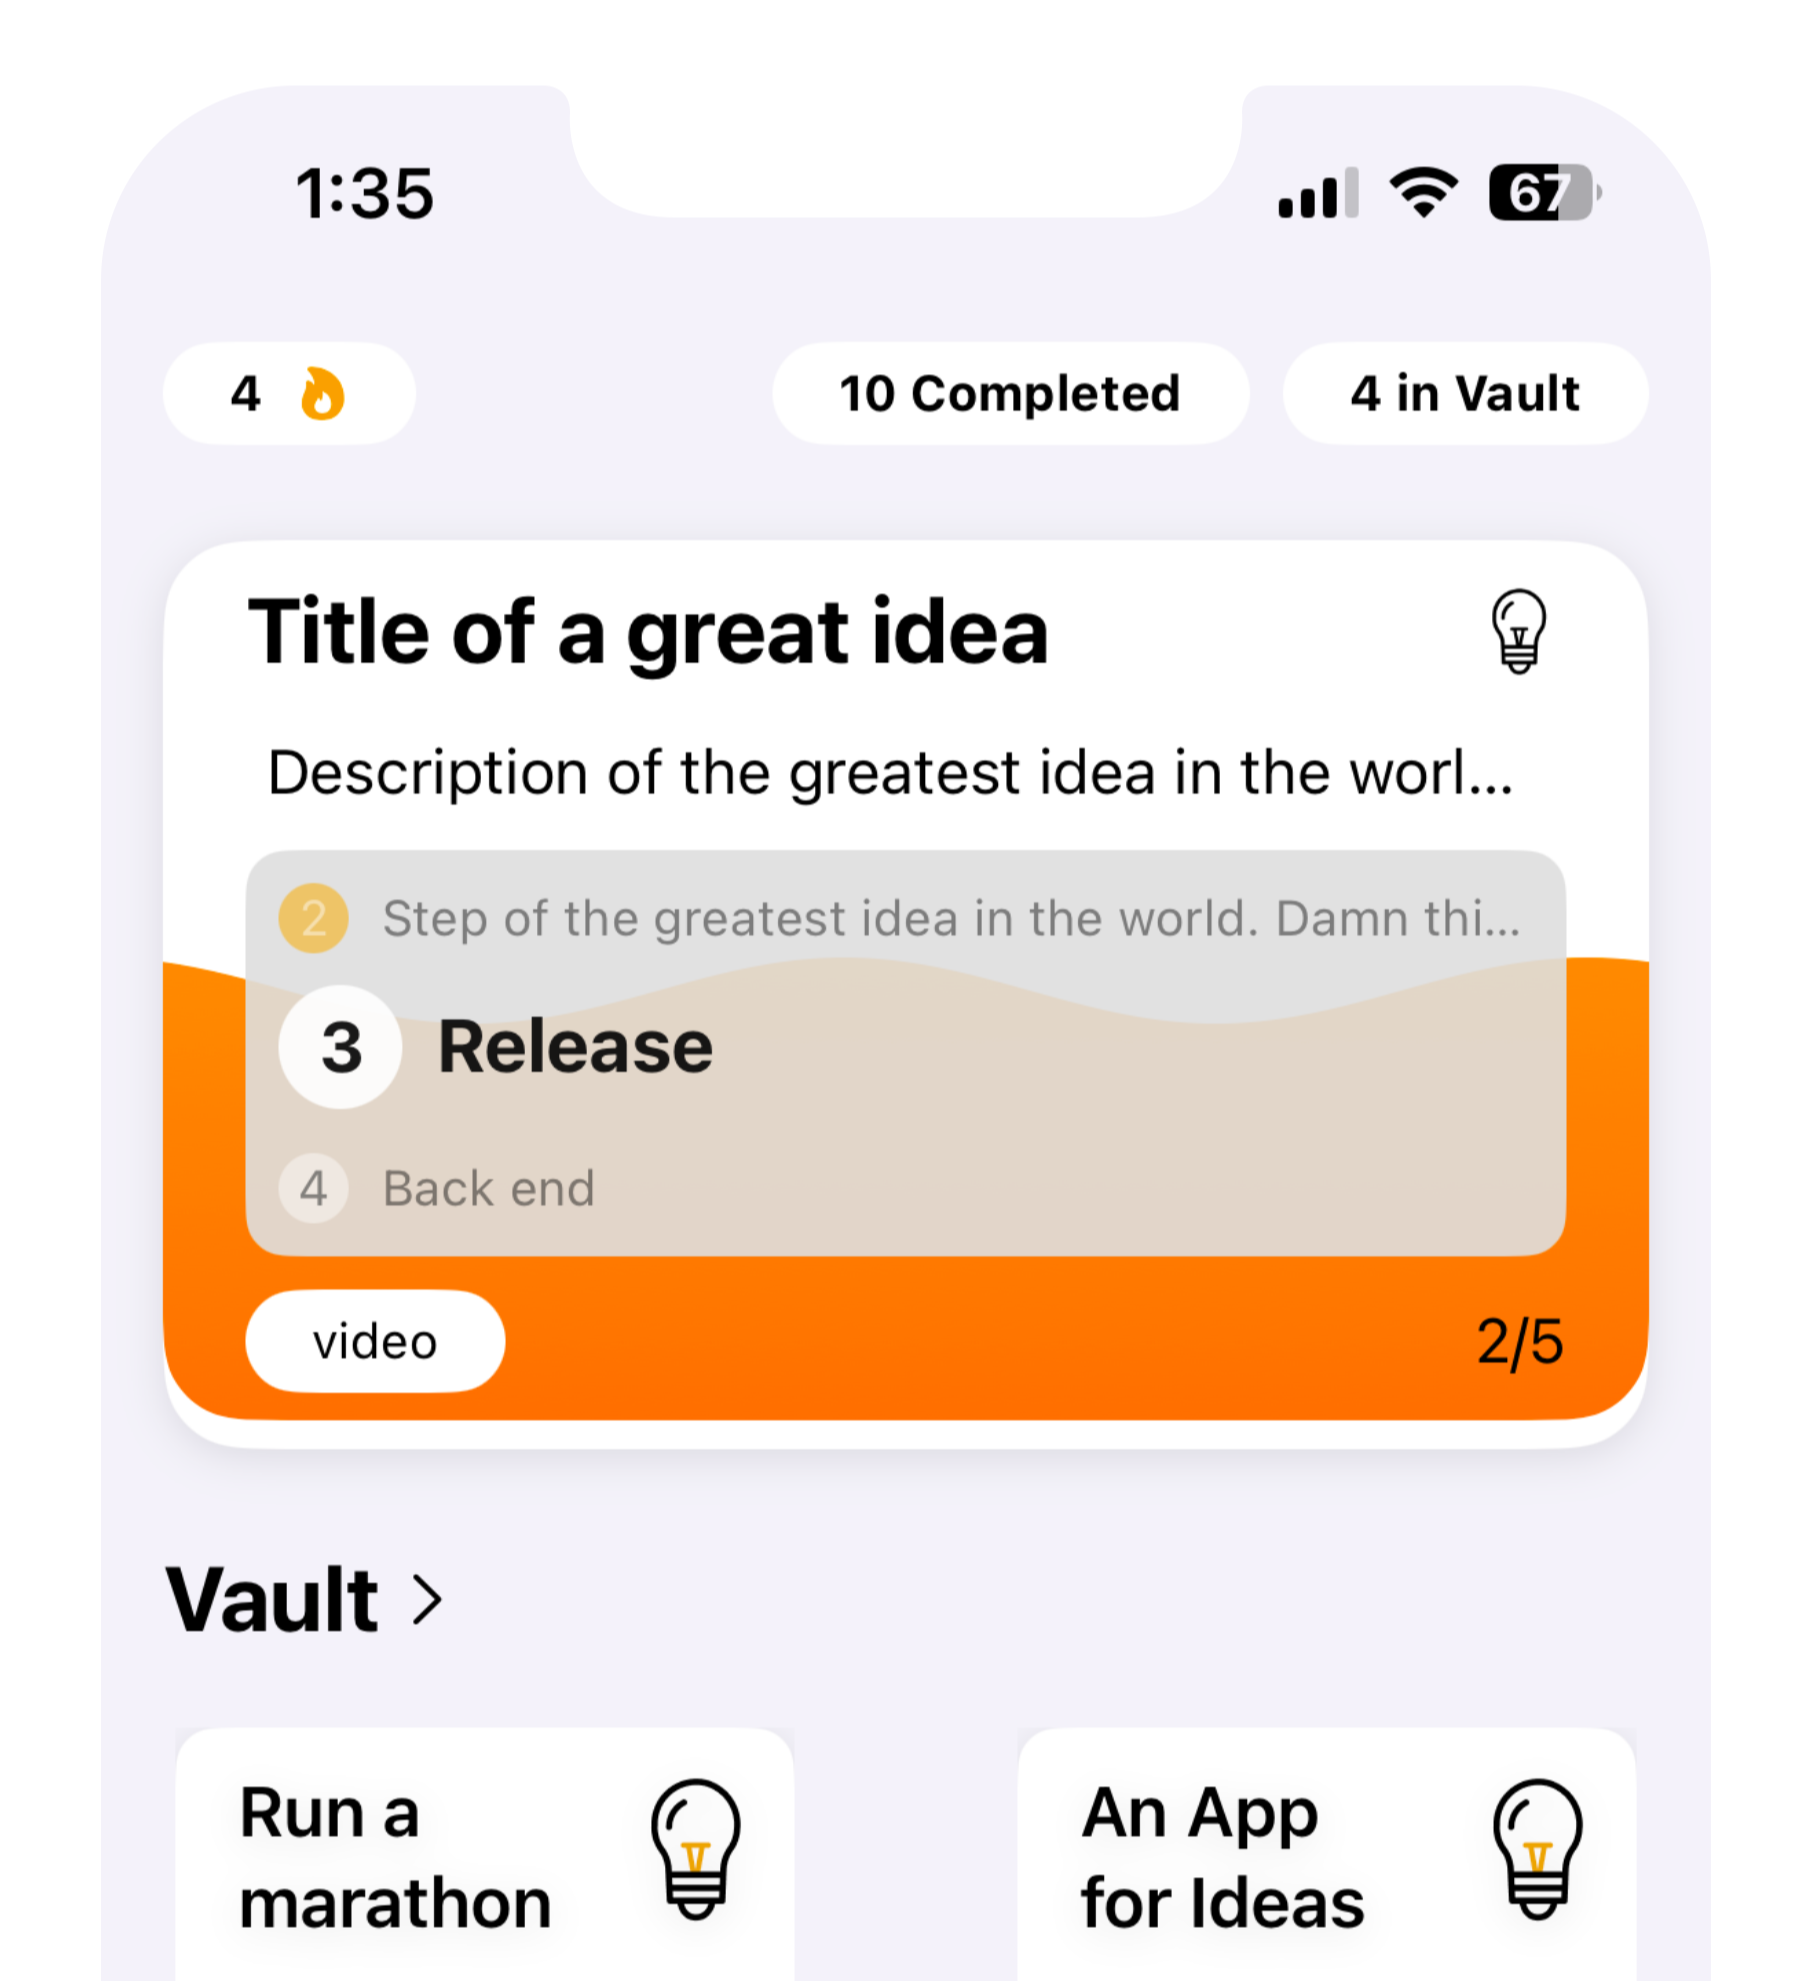 1:35
67
4
10 Completed
4 in Vault
Title of a great idea
Description of the greatest idea in the worl...
2 Step of the greatest idea in the world. Damn thi...
3 Release
4 Back end
video
2/5
Vault >
Run a
marathon
An App
for Ideas